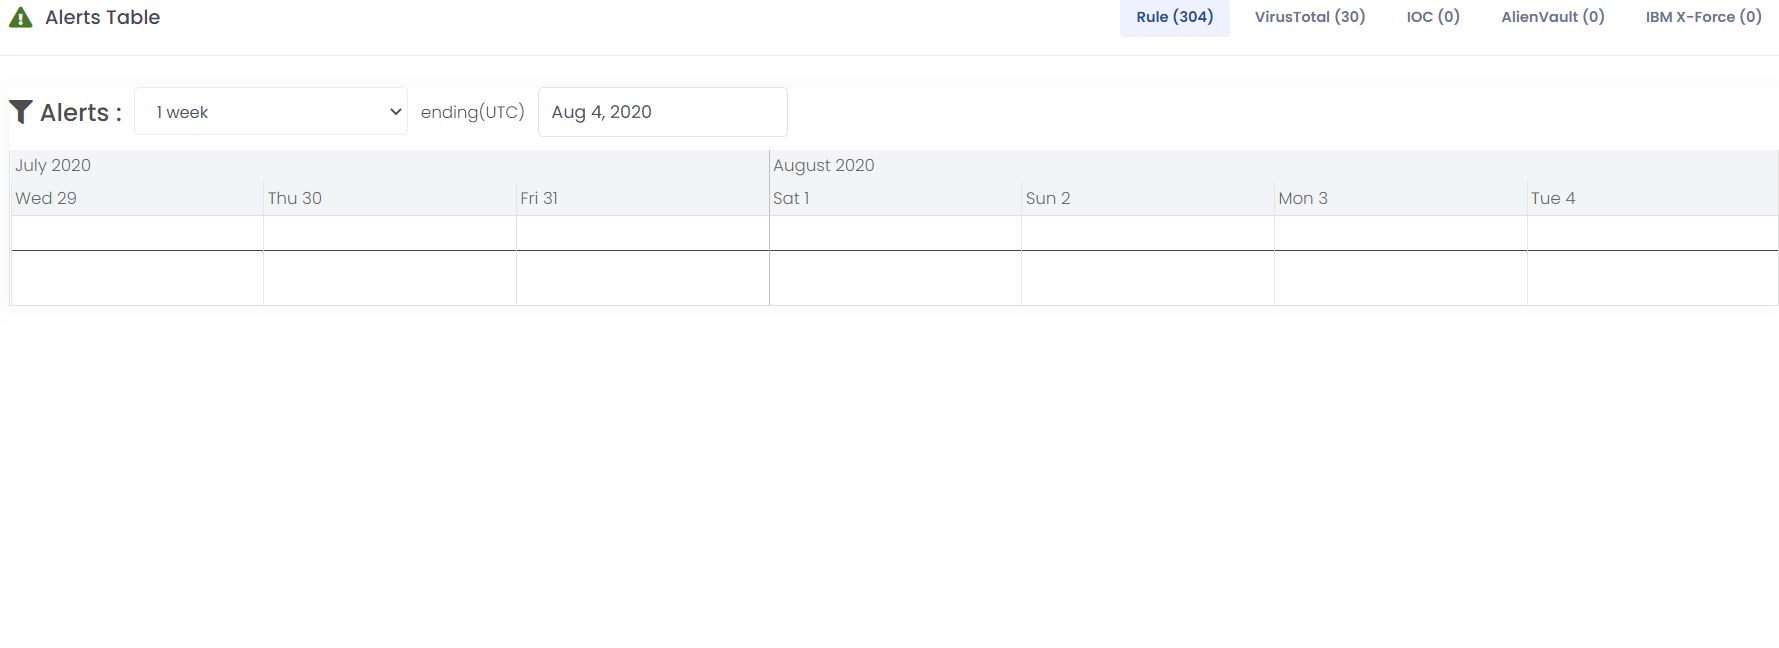 Alerts Table
Rule (304) VirusTotal (30) IOC (0) AlienVault (0) IBM X-Force (0)
Alerts : 1 week ending(UTC) Aug 4, 2020
July 2020 August 2020
Wed 29 Thu 30 Fri 31 Sat 1 Sun 2 Mon 3 Tue 4